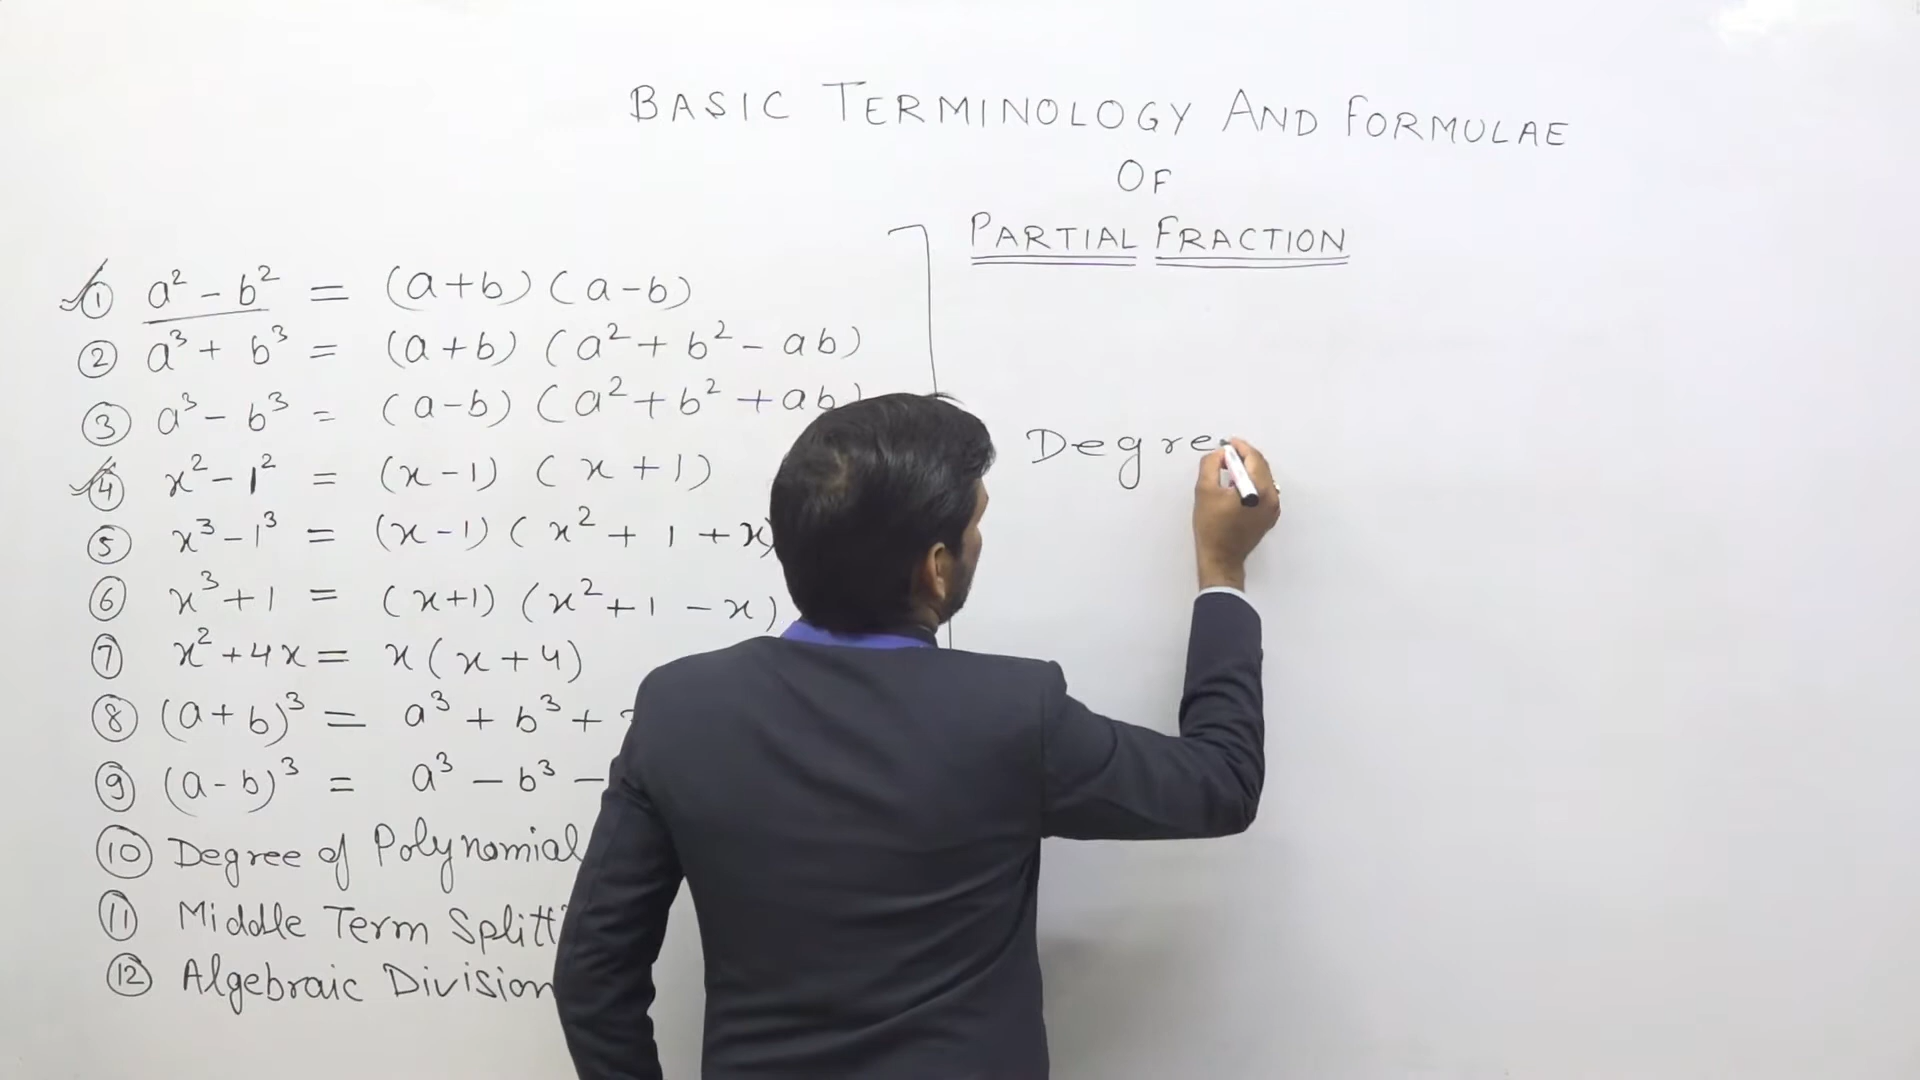 BASIC TERMINOLOGY AND FORMULAE
OF
PARTIAL FRACTION
① a² - b² = (a+b) (a-b)
② a³ + b³ = (a+b) (a² + b² - ab)
③ a³ - b³ = (a-b) (a² + b² + ab)
④ x² - 1² = (x-1) (x+1)
⑤ x³ - 1³ = (x-1) (x² + 1 + x)
⑥ x³ + 1 = (x+1) (x² + 1 - x)
⑦ x² + 4x = x(x+4)
⑧ (a+b)³ = a³ + b³ +
⑨ (a-b)³ = a³ - b³ -
⑩ Degree of Polynomial
⑪ Middle Term Splitt
⑫ Algebraic Division
Degre